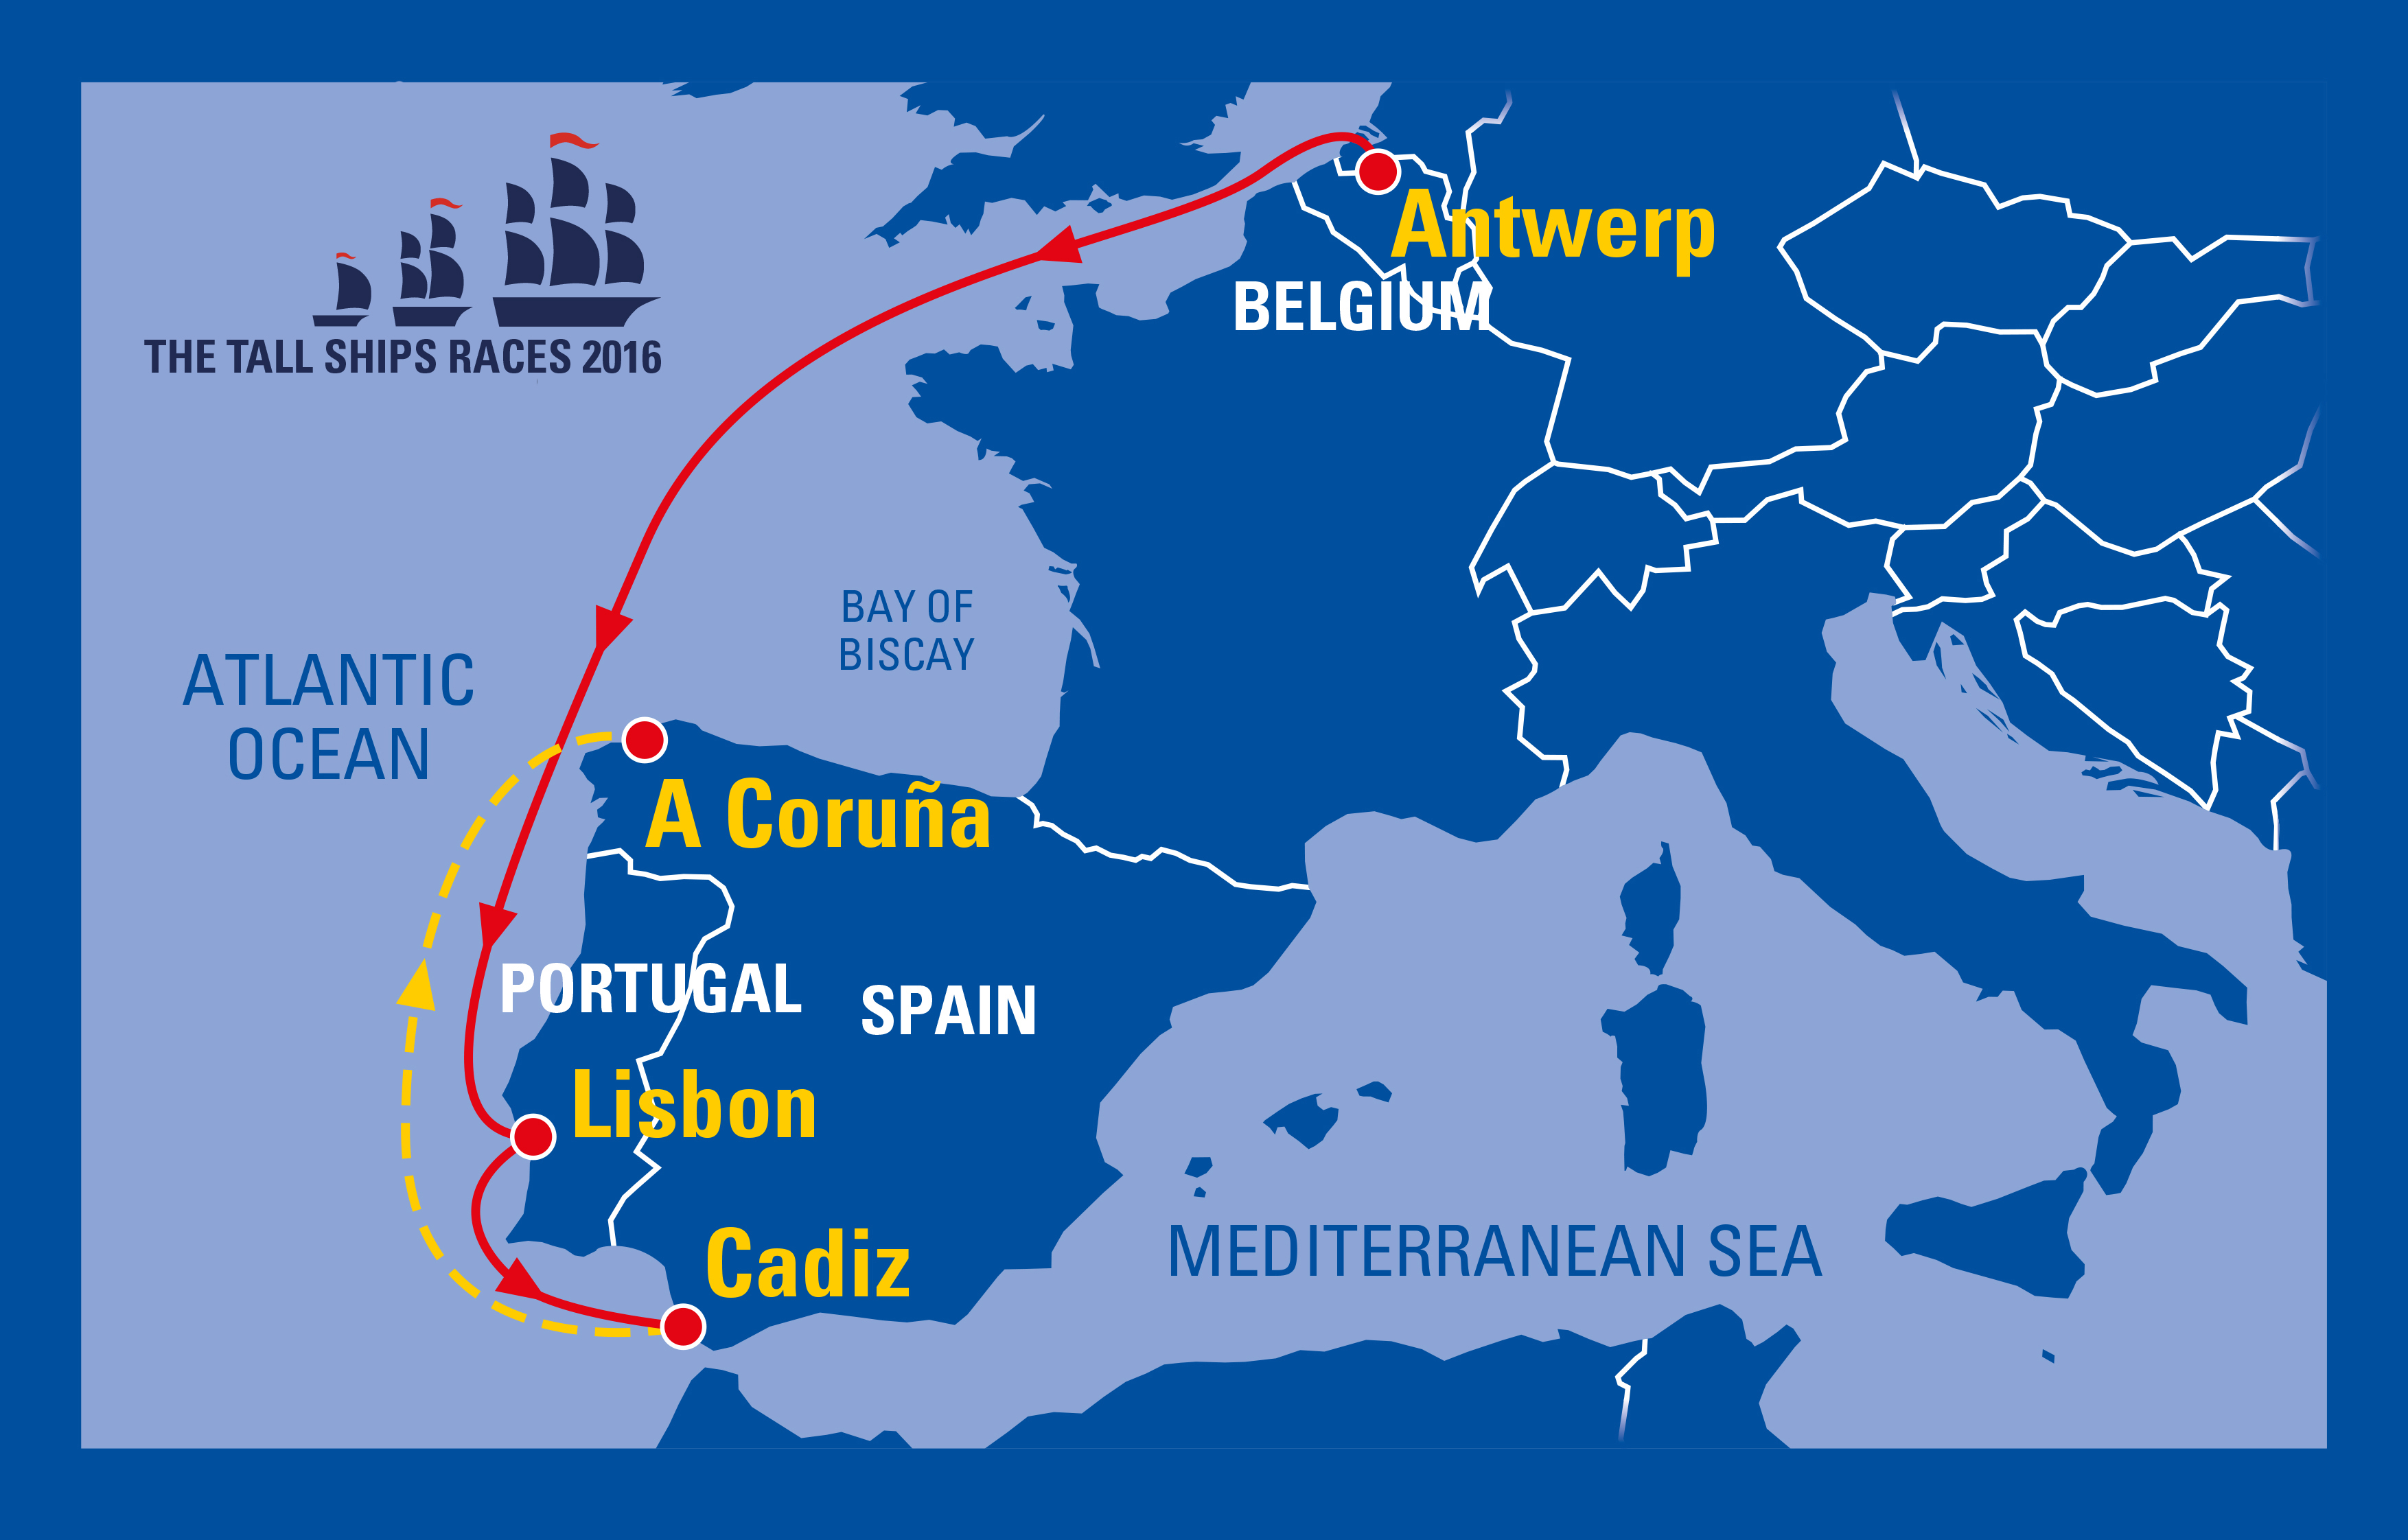 Antwerp
BELGIUM
THE TALL SHIPS RACES 2016
BAY OF
BISCAY
ATLANTIC
OCEAN
A Coruña
PORTUGAL
SPAIN
Lisbon
Cadiz
MEDITERRANEAN SEA